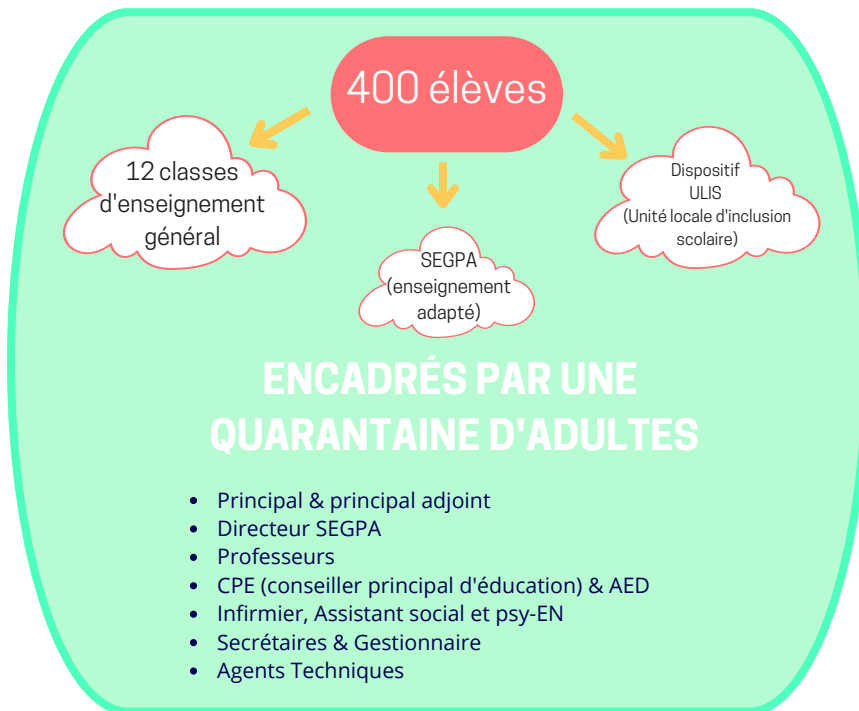 400 élèves
12 classes
d'enseignement
général
SEGPA
(enseignement
adapté)
Dispositif
ULIS
(Unité locale d'inclusion
scolaire)
ENCADRÉS PAR UNE
QUARANTAINE D'ADULTES
• Principal & principal adjoint
• Directeur SEGPA
• Professeurs
• CPE (conseiller principal d'éducation) & AED
• Infirmier, Assistant social et psy-EN
• Secrétaires & Gestionnaire
• Agents Techniques